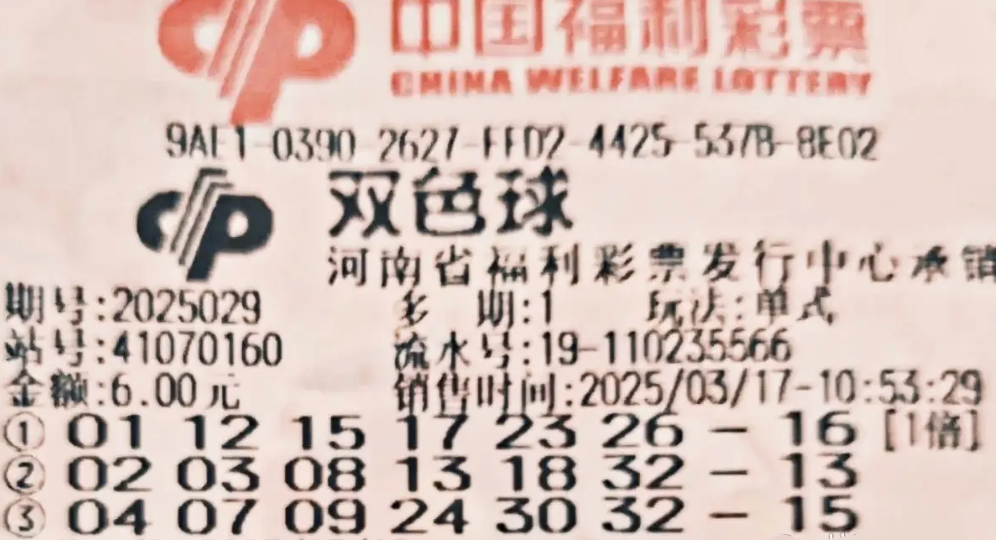 中国福利彩票
CHINA WELFARE LOTTERY
9AE1-0390-2627-FFD2-4425-537B-8E02
双色球
河南省福利彩票发行中心承销
期号:2025029 多期:1 玩法:单式
站号:41070160 流水号:19-110235566
金额:6.00元 销售时间:2025/03/17-10:53:29
① 01 12 15 17 23 26 - 16 [1倍]
② 02 03 08 13 18 32 - 13
③ 04 07 09 24 30 32 - 15